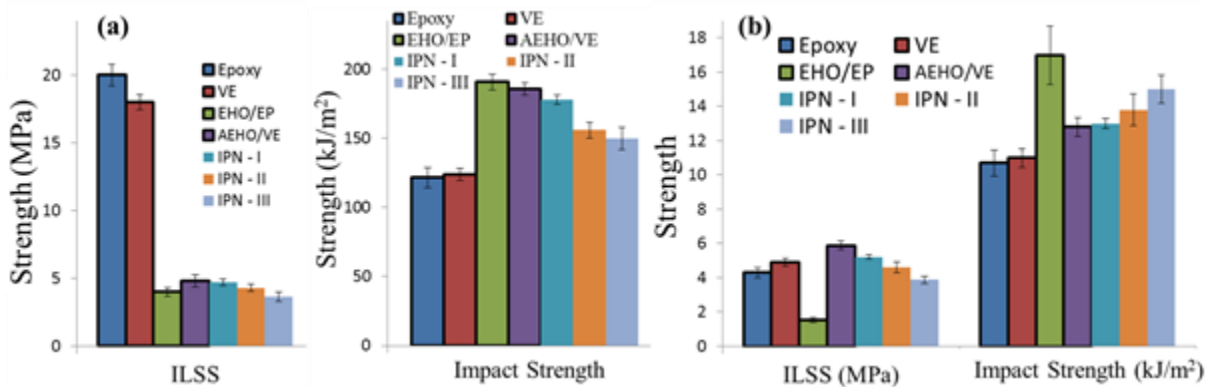 (a)
Strength (MPa)
20
15
10
5
0
Epoxy
VE
EHO/EP
AEHO/VE
IPN - I
IPN - II
IPN - III
ILSS
Strength (kJ/m²)
200
150
100
50
0
Epoxy VE
EHO/EP AEHO/VE
IPN - I IPN - II
IPN - III
Impact Strength
(b)
Strength
18
16
14
12
10
8
6
4
2
0
Epoxy VE
EHO/EP AEHO/VE
IPN - I IPN - II
IPN - III
ILSS (MPa) Impact Strength (kJ/m²)